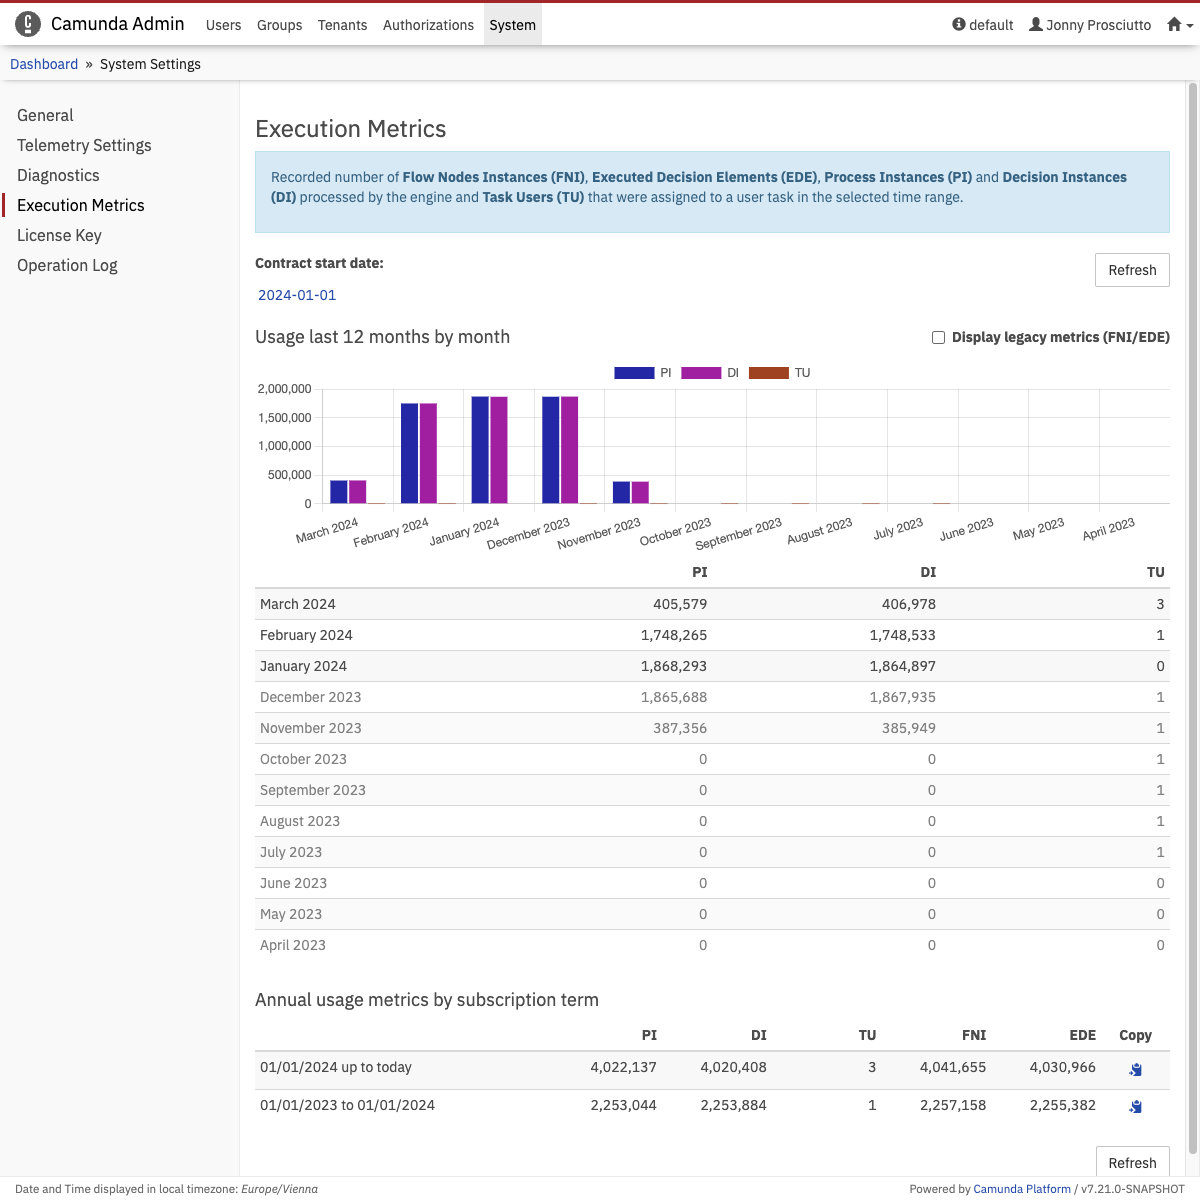 Camunda Admin Users Groups Tenants Authorizations System default Jonny Prosciutto
Dashboard » System Settings
General
Telemetry Settings
Diagnostics
Execution Metrics
License Key
Operation Log
Execution Metrics
Recorded number of Flow Nodes Instances (FNI), Executed Decision Elements (EDE), Process Instances (PI) and Decision Instances
(DI) processed by the engine and Task Users (TU) that were assigned to a user task in the selected time range.
Contract start date:
Refresh
2024-01-01
Usage last 12 months by month
Display legacy metrics (FNI/EDE)
PI DI TU
2,000,000
1,500,000
1,000,000
500,000
0
March 2024 February 2024 January 2024 December 2023 November 2023 October 2023 September 2023 August 2023 July 2023 June 2023 May 2023 April 2023
PI DI TU
March 2024 405,579 406,978 3
February 2024 1,748,265 1,748,533 1
January 2024 1,868,293 1,864,897 0
December 2023 1,865,688 1,867,935 1
November 2023 387,356 385,949 1
October 2023 0 0 1
September 2023 0 0 1
August 2023 0 0 1
July 2023 0 0 1
June 2023 0 0 0
May 2023 0 0 0
April 2023 0 0 0
Annual usage metrics by subscription term
PI DI TU FNI EDE Copy
01/01/2024 up to today 4,022,137 4,020,408 3 4,041,655 4,030,966
01/01/2023 to 01/01/2024 2,253,044 2,253,884 1 2,257,158 2,255,382
Refresh
Date and Time displayed in local timezone: Europe/Vienna
Powered by Camunda Platform / v7.21.0-SNAPSHOT